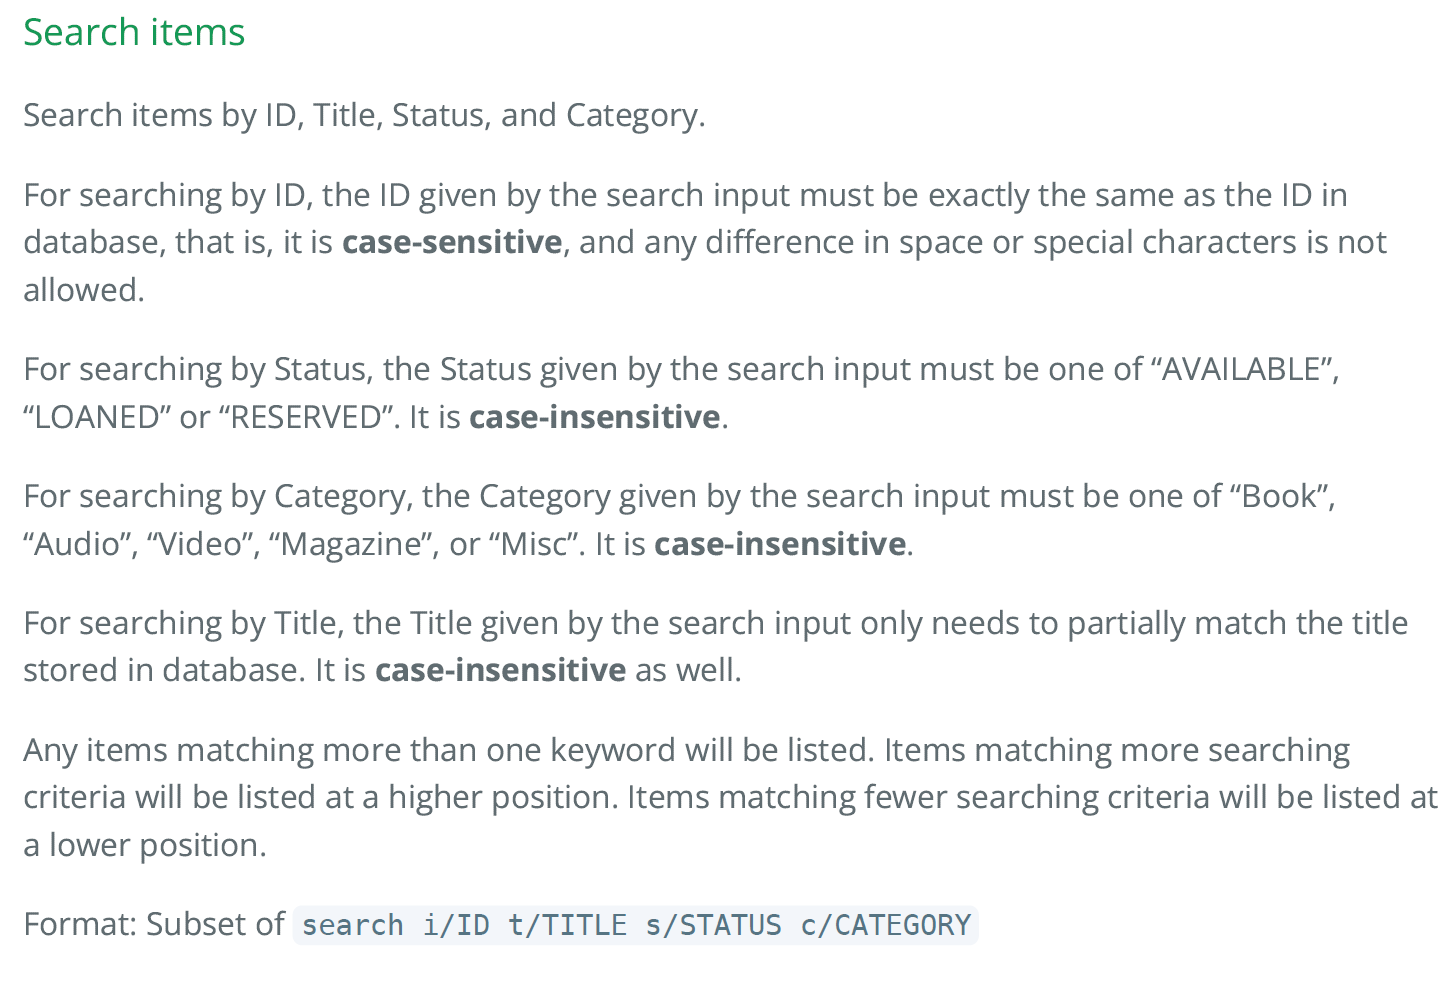 Search items
Search items by ID, Title, Status, and Category.
For searching by ID, the ID given by the search input must be exactly the same as the ID in
database, that is, it is case-sensitive, and any difference in space or special characters is not
allowed.
For searching by Status, the Status given by the search input must be one of “AVAILABLE”,
“LOANED” or “RESERVED”. It is case-insensitive.
For searching by Category, the Category given by the search input must be one of “Book”,
“Audio”, “Video”, “Magazine”, or “Misc”. It is case-insensitive.
For searching by Title, the Title given by the search input only needs to partially match the title
stored in database. It is case-insensitive as well.
Any items matching more than one keyword will be listed. Items matching more searching
criteria will be listed at a higher position. Items matching fewer searching criteria will be listed at
a lower position.
Format: Subset of search i/ID t/TITLE s/STATUS c/CATEGORY